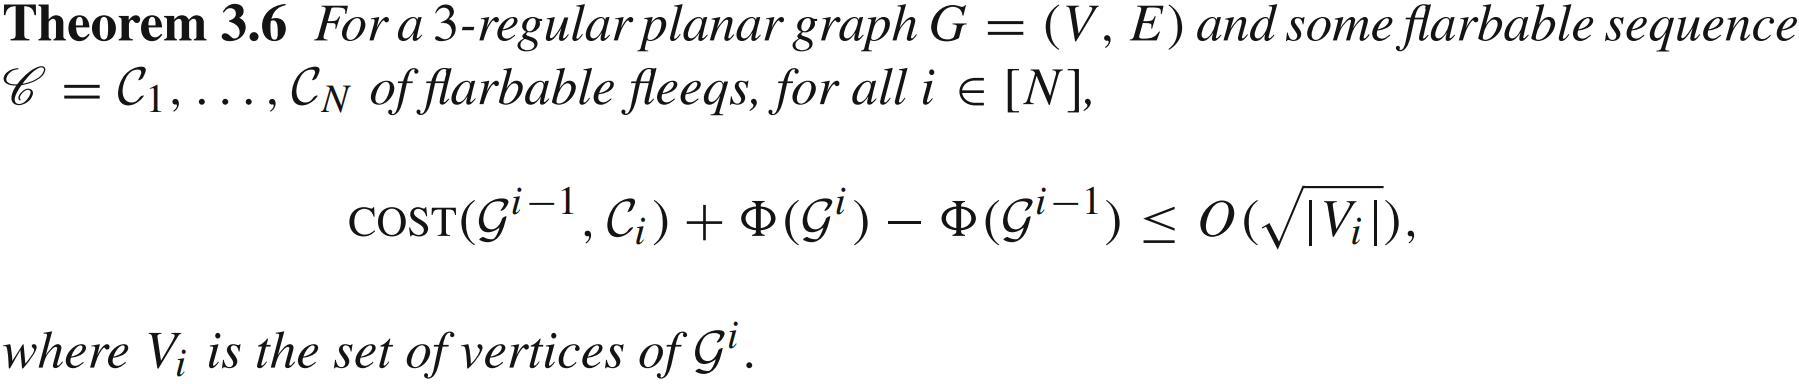 Theorem 3.6 For a 3-regular planar graph G = (V, E) and some flarbable sequence
𝒞 = C₁, . . . , C_N of flarbable fleeqs, for all i ∈ [N],
COST(G^{i−1}, C_i) + Φ(G^i) − Φ(G^{i−1}) ≤ O(√|V_i|),
where V_i is the set of vertices of G^i.